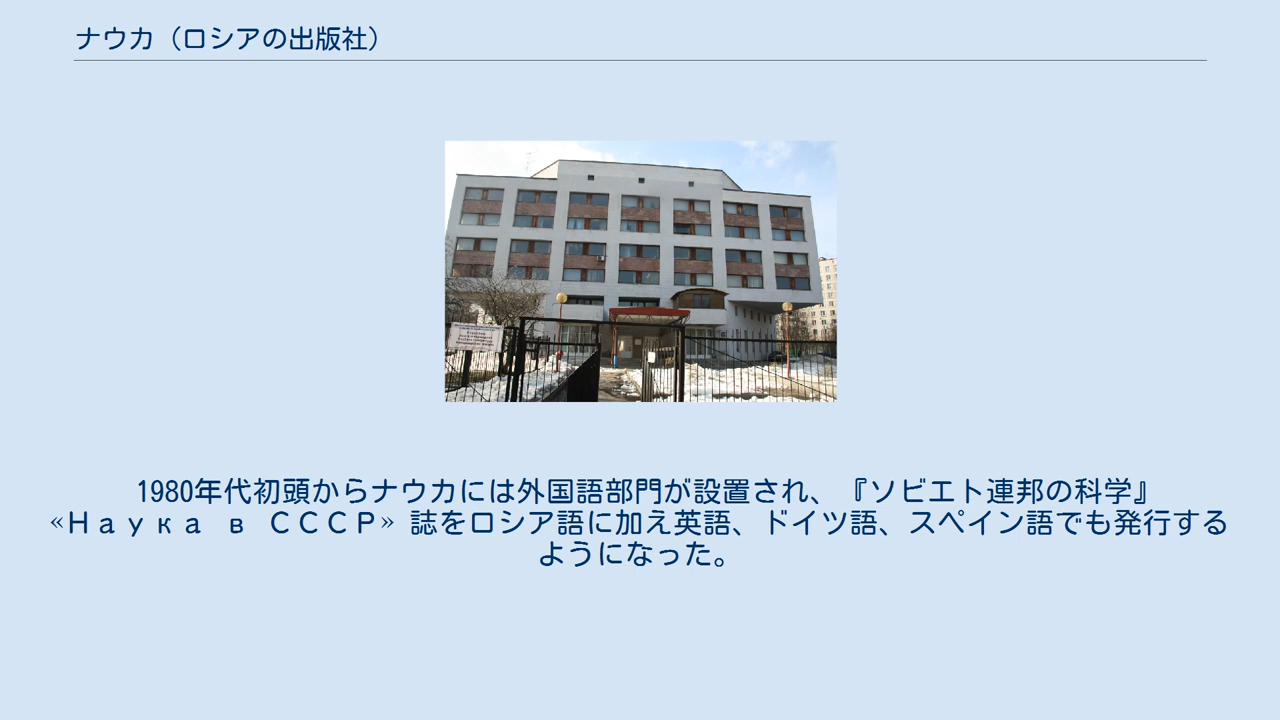 ナウカ（ロシアの出版社）
1980年代初頭からナウカには外国語部門が設置され、『ソビエト連邦の科学』
«Наука в СССР» 誌をロシア語に加え英語、ドイツ語、スペイン語でも発行する
ようになった。